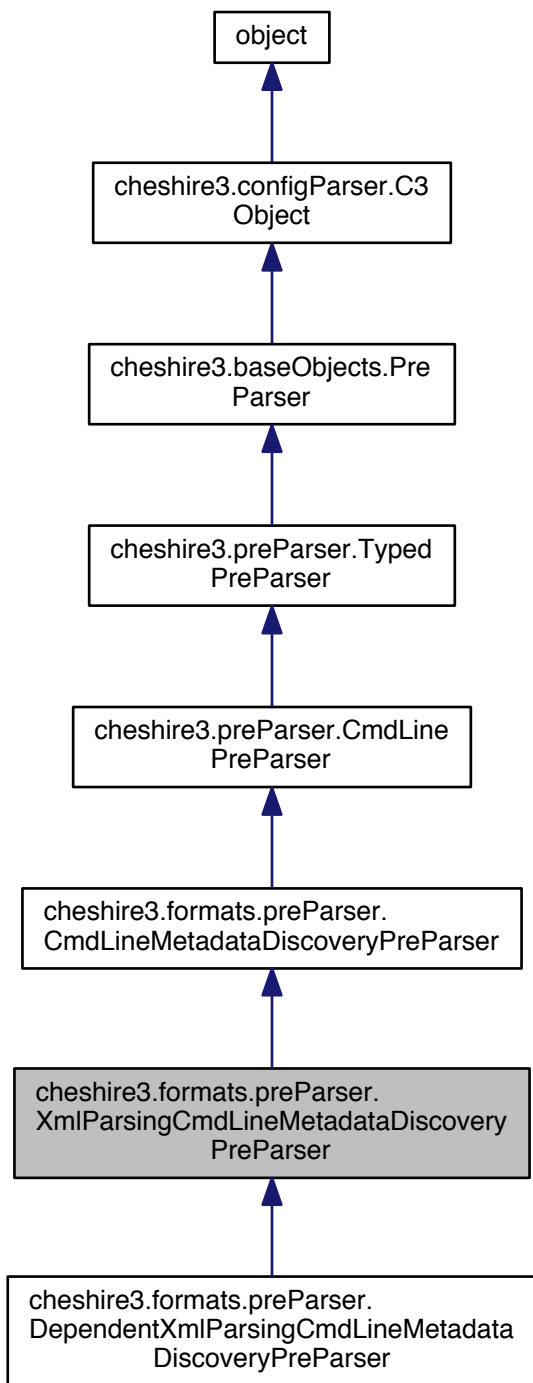 object
cheshire3.configParser.C3
Object
cheshire3.baseObjects.Pre
Parser
cheshire3.preParser.Typed
PreParser
cheshire3.preParser.CmdLine
PreParser
cheshire3.formats.preParser.
CmdLineMetadataDiscoveryPreParser
cheshire3.formats.preParser.
XmlParsingCmdLineMetadataDiscovery
PreParser
cheshire3.formats.preParser.
DependentXmlParsingCmdLineMetadata
DiscoveryPreParser